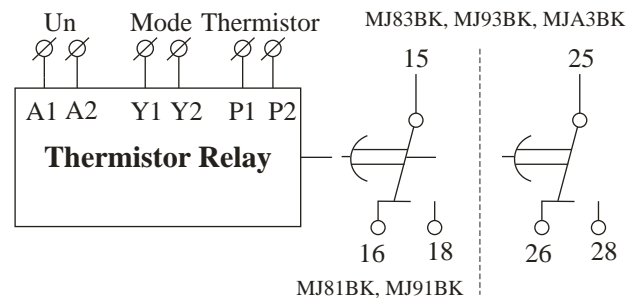 Un Mode Thermistor MJ83BK, MJ93BK, MJA3BK
15 25
A1 A2 Y1 Y2 P1 P2
Thermistor Relay
16 18 26 28
MJ81BK, MJ91BK